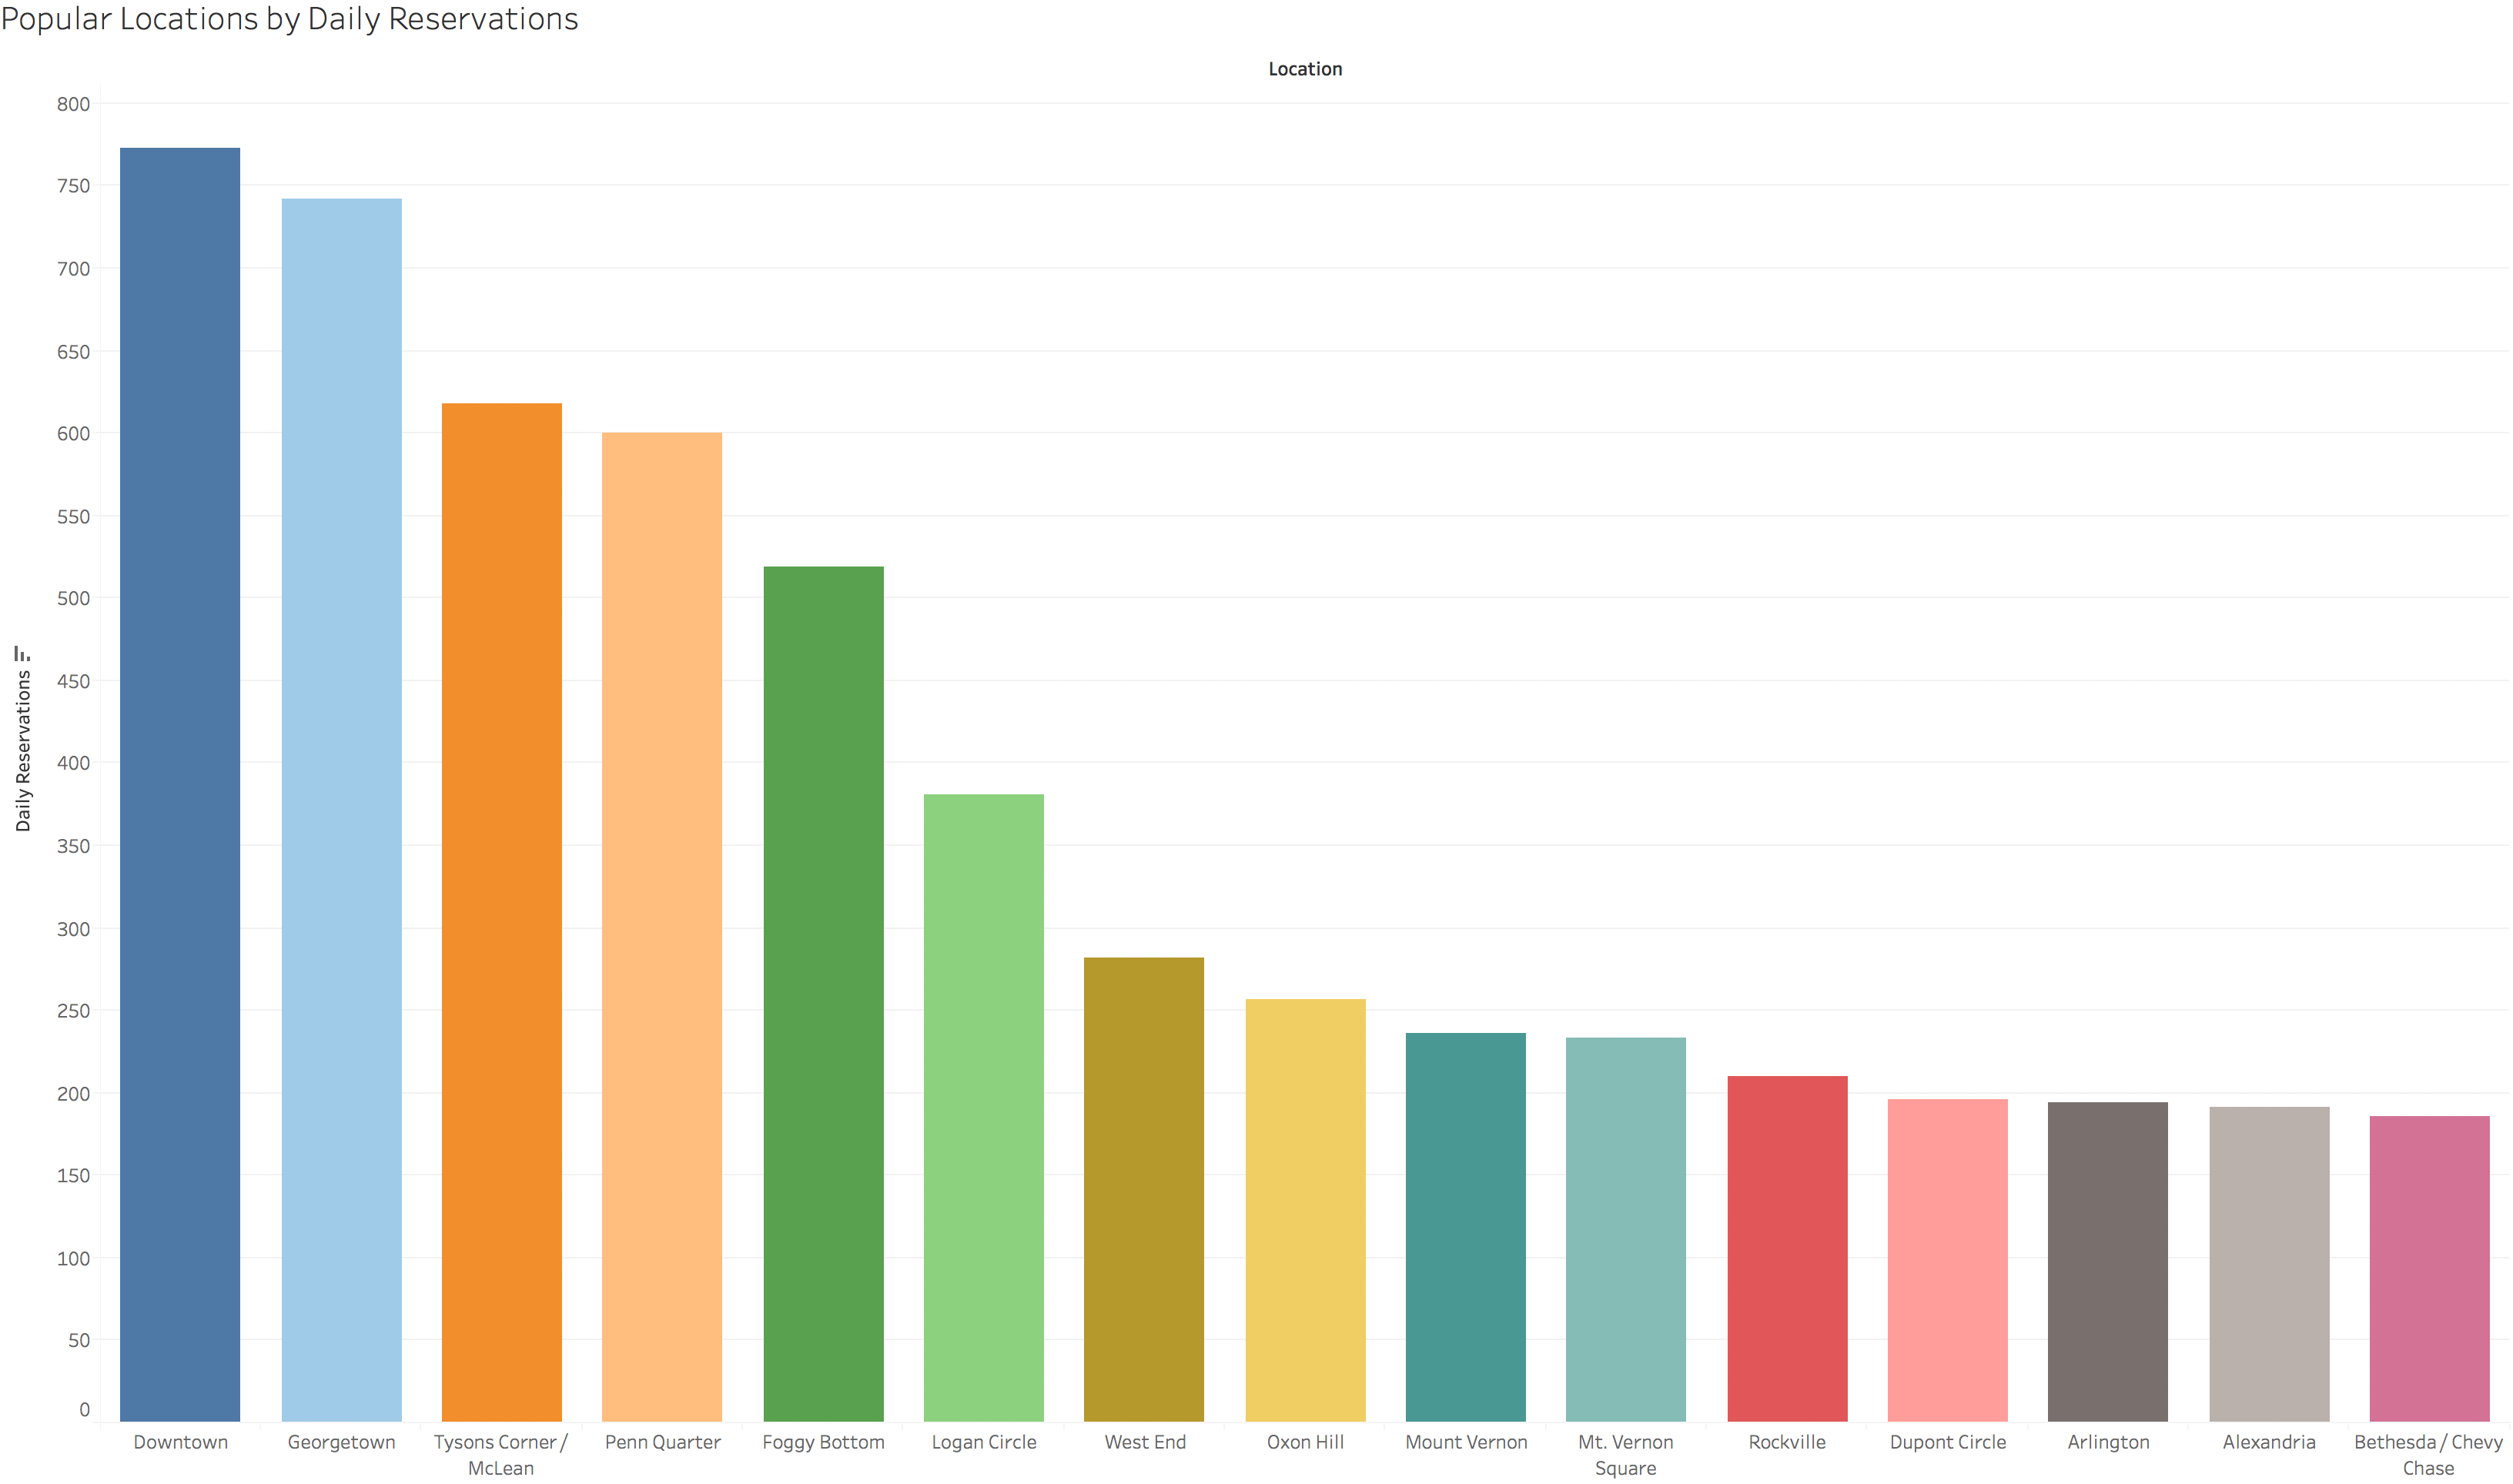 Popular Locations by Daily Reservations
Location
800
750
700
650
600
550
500
450
400
350
300
250
200
150
100
50
0
Daily Reservations
Downtown
Georgetown
Tysons Corner /
McLean
Penn Quarter
Foggy Bottom
Logan Circle
West End
Oxon Hill
Mount Vernon
Mt. Vernon
Square
Rockville
Dupont Circle
Arlington
Alexandria
Bethesda / Chevy
Chase